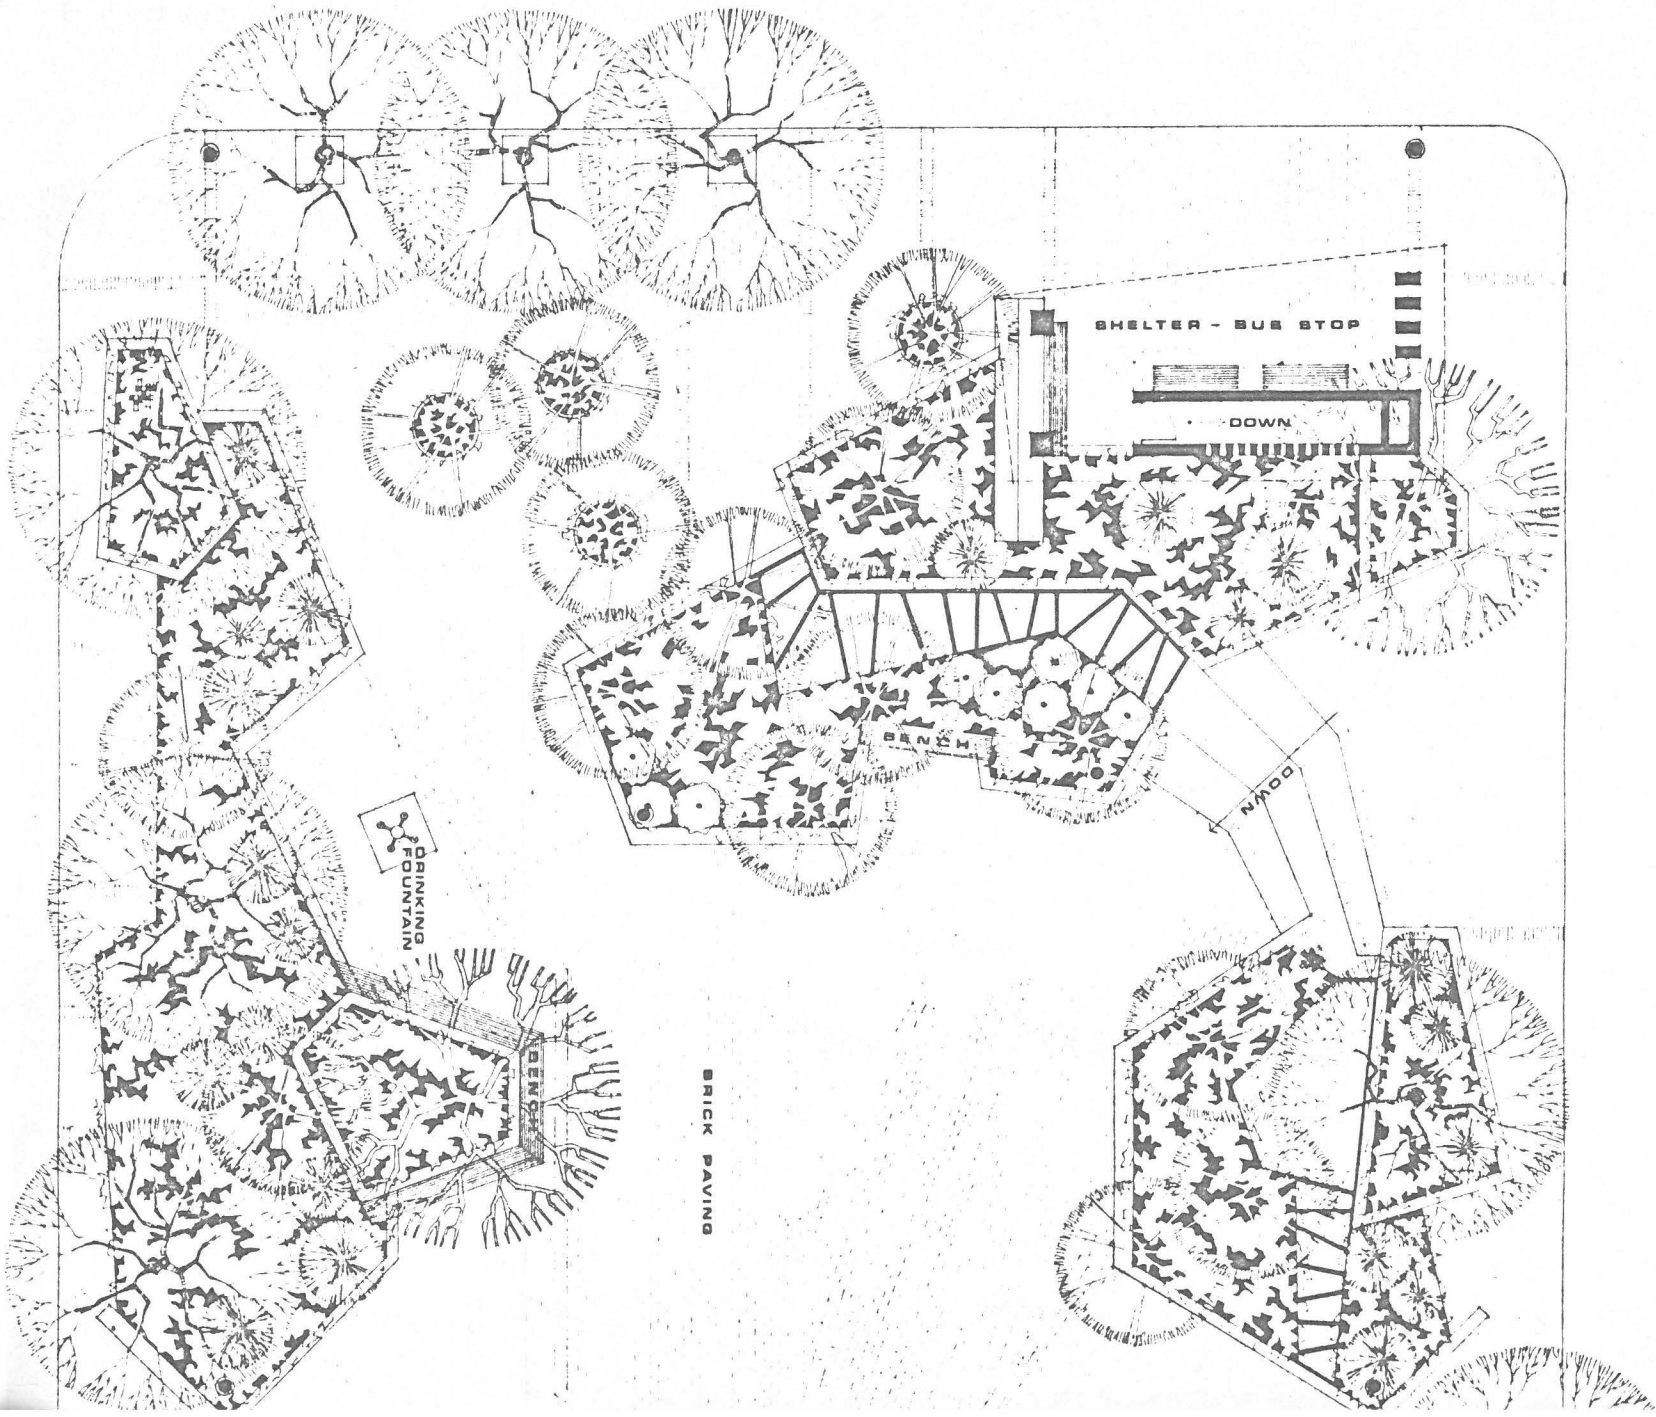 SHELTER - BUS STOP
DOWN
BENCH
DOWN
DRINKING
FOUNTAIN
BENCH
BRICK PAVING